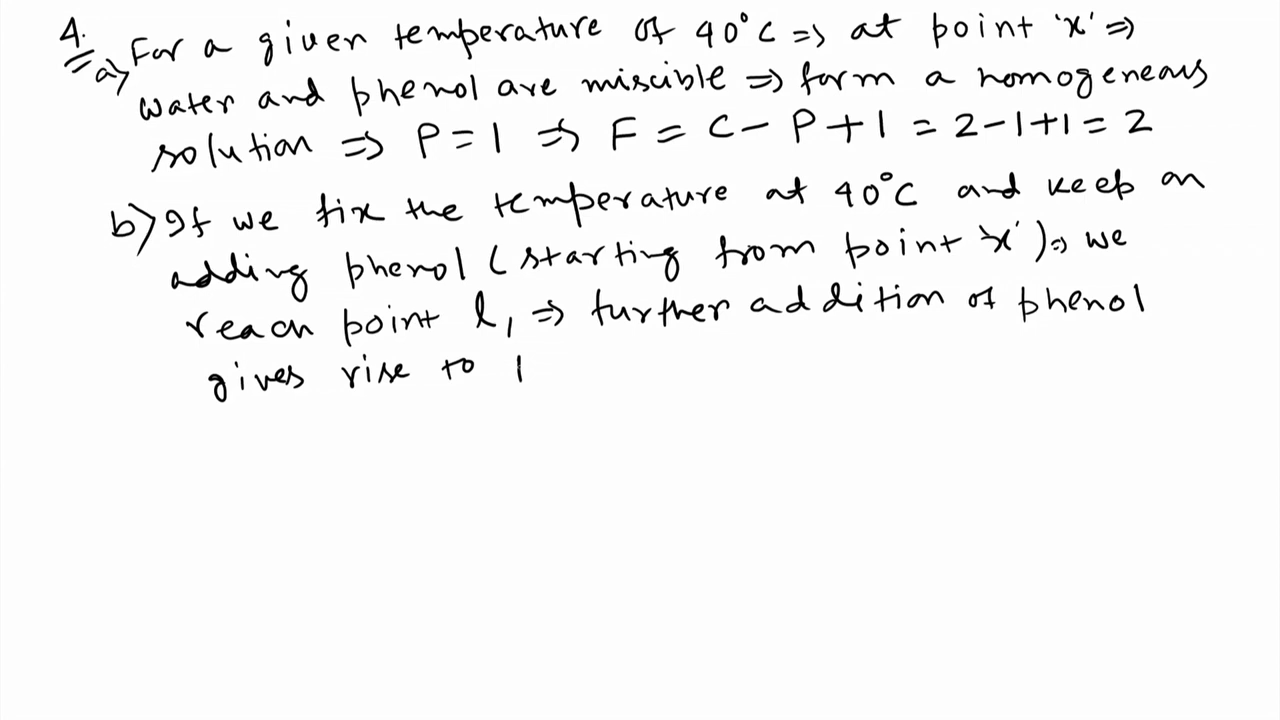 4.
a) For a given temperature of 40°C ⇒ at point 'x' ⇒
water and phenol are miscible ⇒ form a homogeneous
solution ⇒ P = 1 ⇒ F = C - P + 1 = 2 - 1 + 1 = 2
b) If we fix the temperature at 40°C and keep on
adding phenol (starting from point 'x') ⇒ we
reach point l₁ ⇒ further addition of phenol
gives rise to